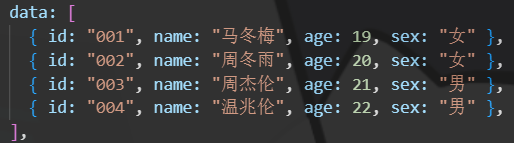 data: [
{ id: "001", name: "马冬梅", age: 19, sex: "女" },
{ id: "002", name: "周冬雨", age: 20, sex: "女" },
{ id: "003", name: "周杰伦", age: 21, sex: "男" },
{ id: "004", name: "温兆伦", age: 22, sex: "男" },
],